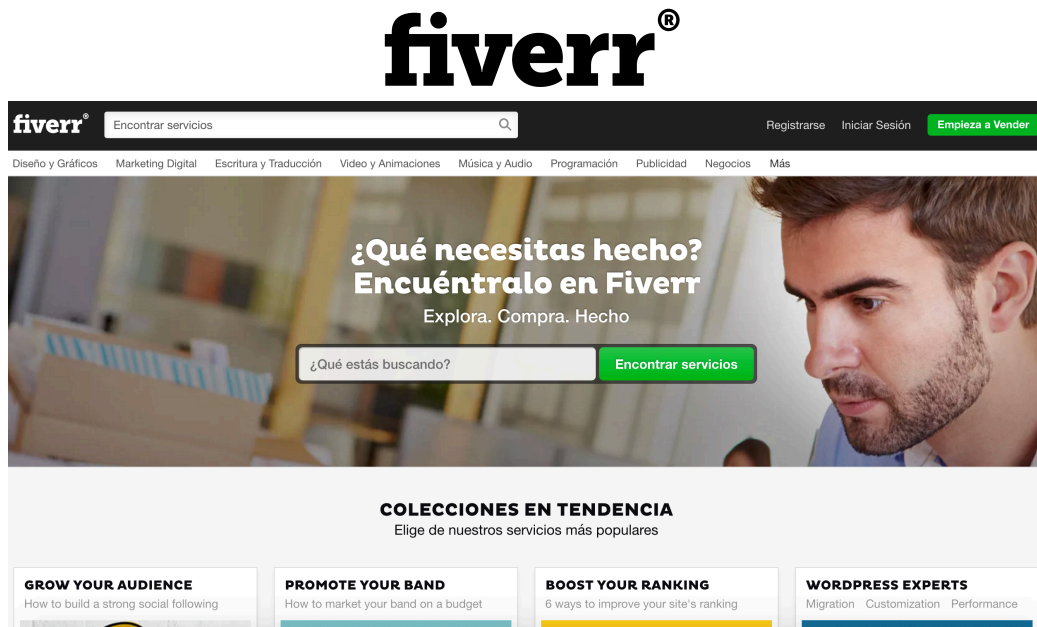 fiverr®
fiverr®
Encontrar servicios
Registrarse Iniciar Sesión Empieza a Vender
Diseño y Gráficos Marketing Digital Escritura y Traducción Video y Animaciones Música y Audio Programación Publicidad Negocios Más
¿Qué necesitas hecho?
Encuéntralo en Fiverr
Explora. Compra. Hecho
¿Qué estás buscando? Encontrar servicios
COLECCIONES EN TENDENCIA
Elige de nuestros servicios más populares
GROW YOUR AUDIENCE
How to build a strong social following
PROMOTE YOUR BAND
How to market your band on a budget
BOOST YOUR RANKING
6 ways to improve your site's ranking
WORDPRESS EXPERTS
Migration Customization Performance